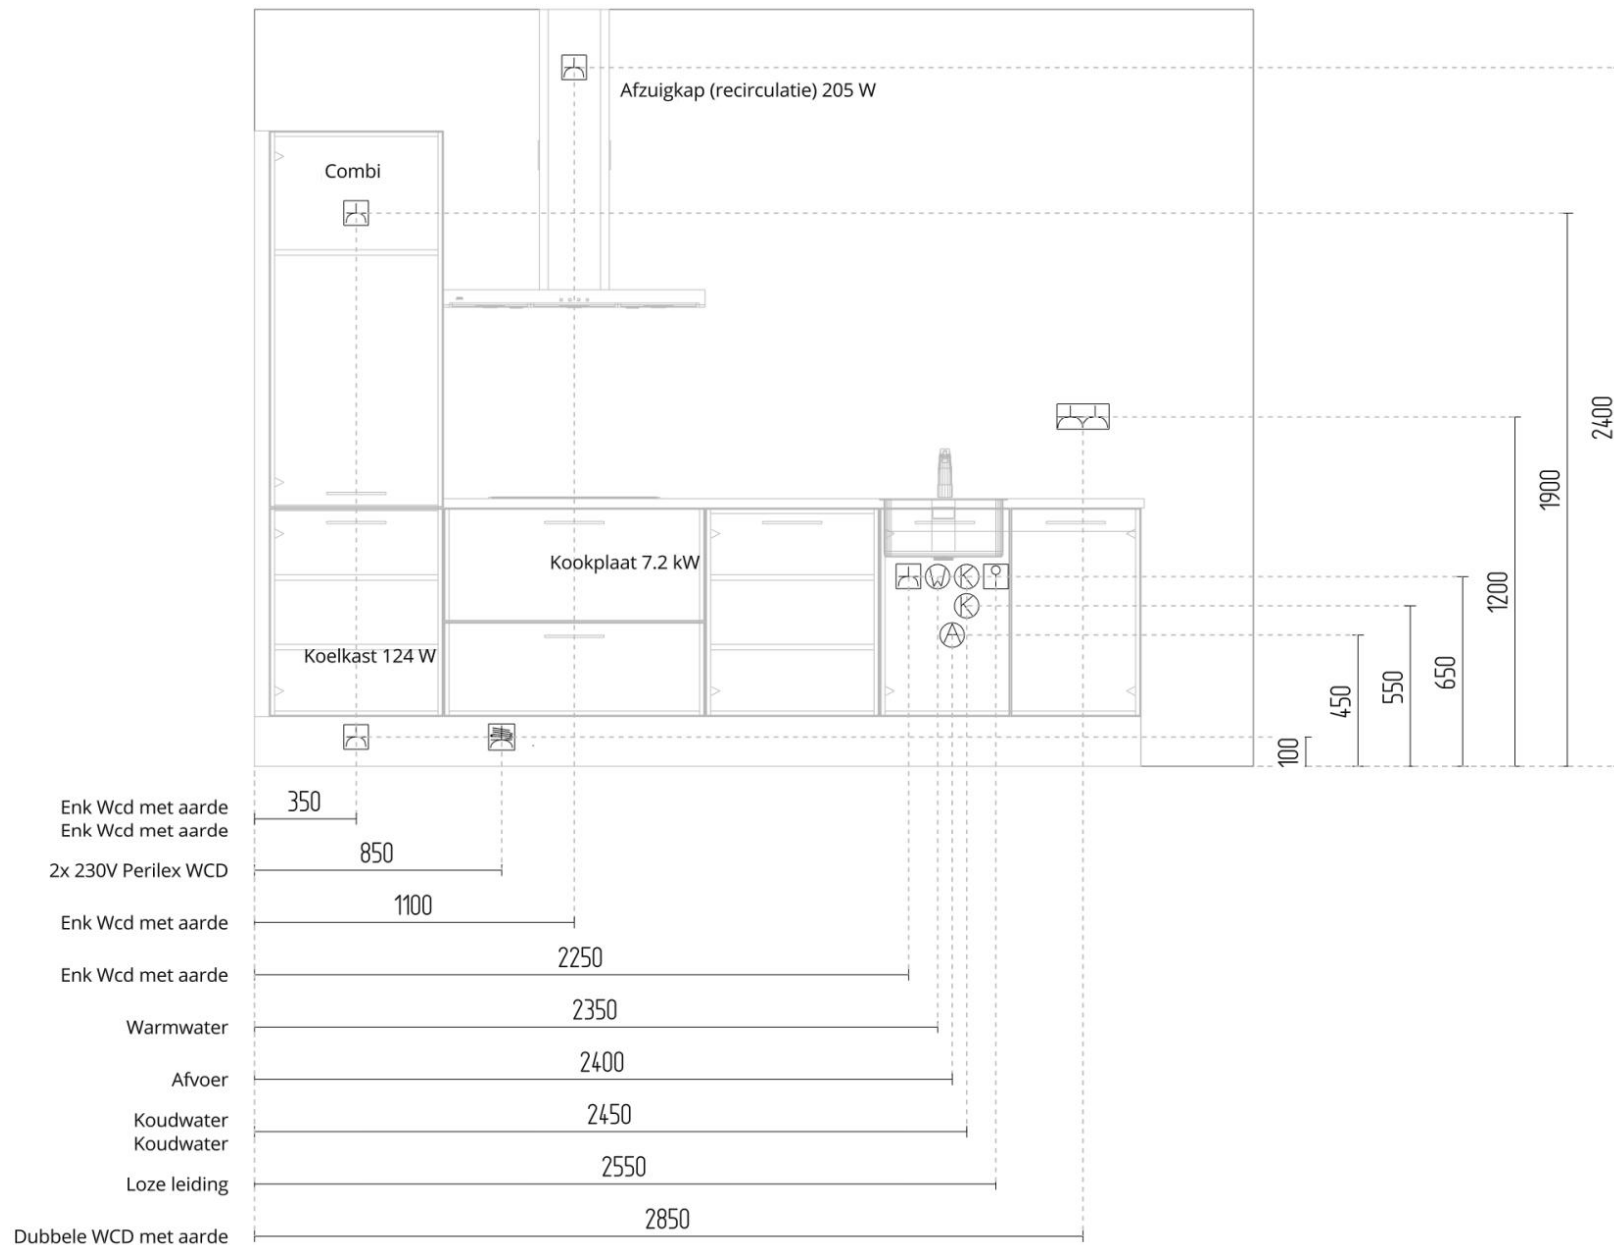 Afzuigkap (recirculatie) 205 W
Combi
2400
1900
1200
Kookplaat 7.2 kW
W
K
K
A
Koelkast 124 W
650
550
450
100
Enk Wcd met aarde
350
Enk Wcd met aarde
2x 230V Perilex WCD
850
Enk Wcd met aarde
1100
Enk Wcd met aarde
2250
Warmwater
2350
Afvoer
2400
Koudwater
2450
Koudwater
Loze leiding
2550
Dubbele WCD met aarde
2850